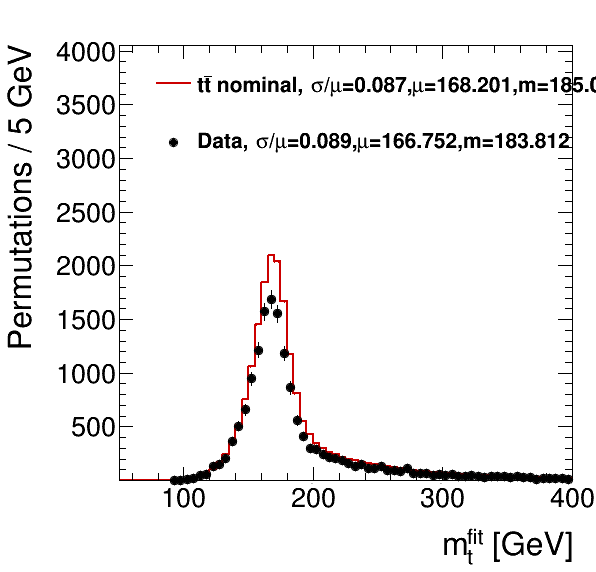 Permutations / 5 GeV
4000
3500
3000
2500
2000
1500
1000
500
tt̄ nominal, σ/μ=0.087,μ=168.201,m=185.0
Data, σ/μ=0.089,μ=166.752,m=183.812
100 200 300 400
m_t^fit [GeV]